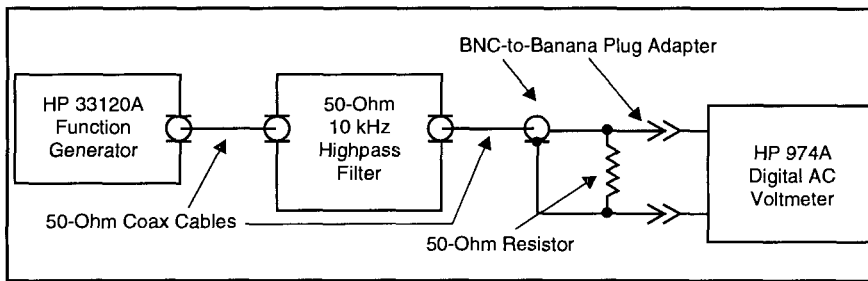 BNC-to-Banana Plug Adapter
HP 33120A
Function
Generator
50-Ohm
10 kHz
Highpass
Filter
HP 974A
Digital AC
Voltmeter
50-Ohm Coax Cables
50-Ohm Resistor